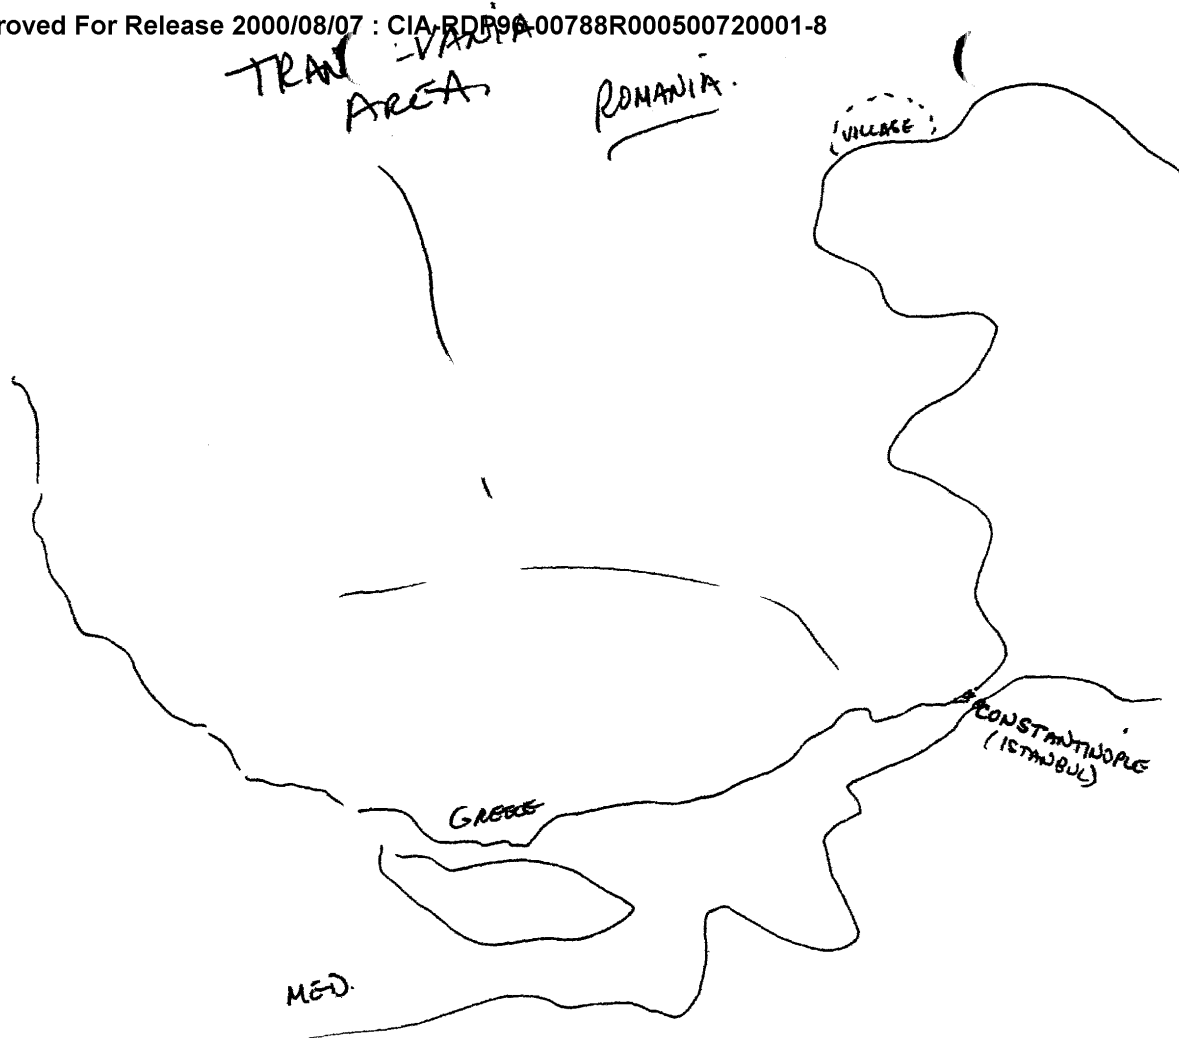 roved For Release 2000/08/07 : CIA-RDP96-00788R000500720001-8
TRAN -VANIA
AREA
ROMANIA.
VILLAGE
CONSTANTINOPLE
(ISTANBUL)
GREECE
MED.